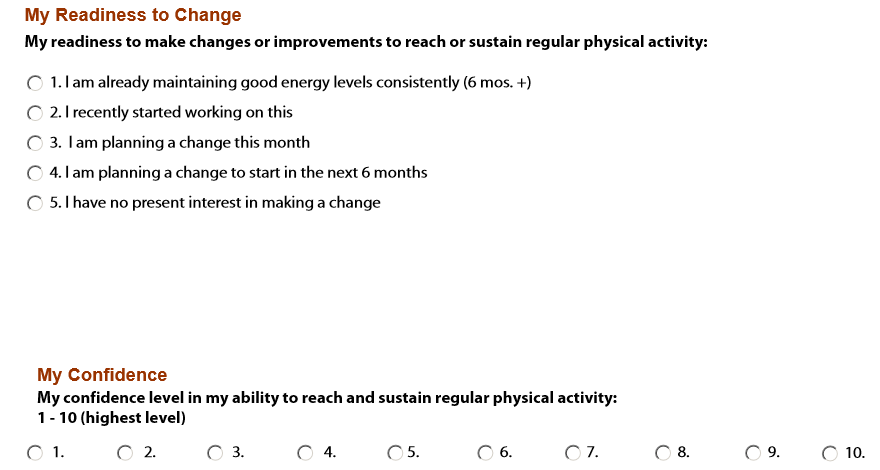 My Readiness to Change
My readiness to make changes or improvements to reach or sustain regular physical activity:
1. I am already maintaining good energy levels consistently (6 mos. +)
2. I recently started working on this
3. I am planning a change this month
4. I am planning a change to start in the next 6 months
5. I have no present interest in making a change
My Confidence
My confidence level in my ability to reach and sustain regular physical activity:
1 - 10 (highest level)
1. 2. 3. 4. 5. 6. 7. 8. 9. 10.